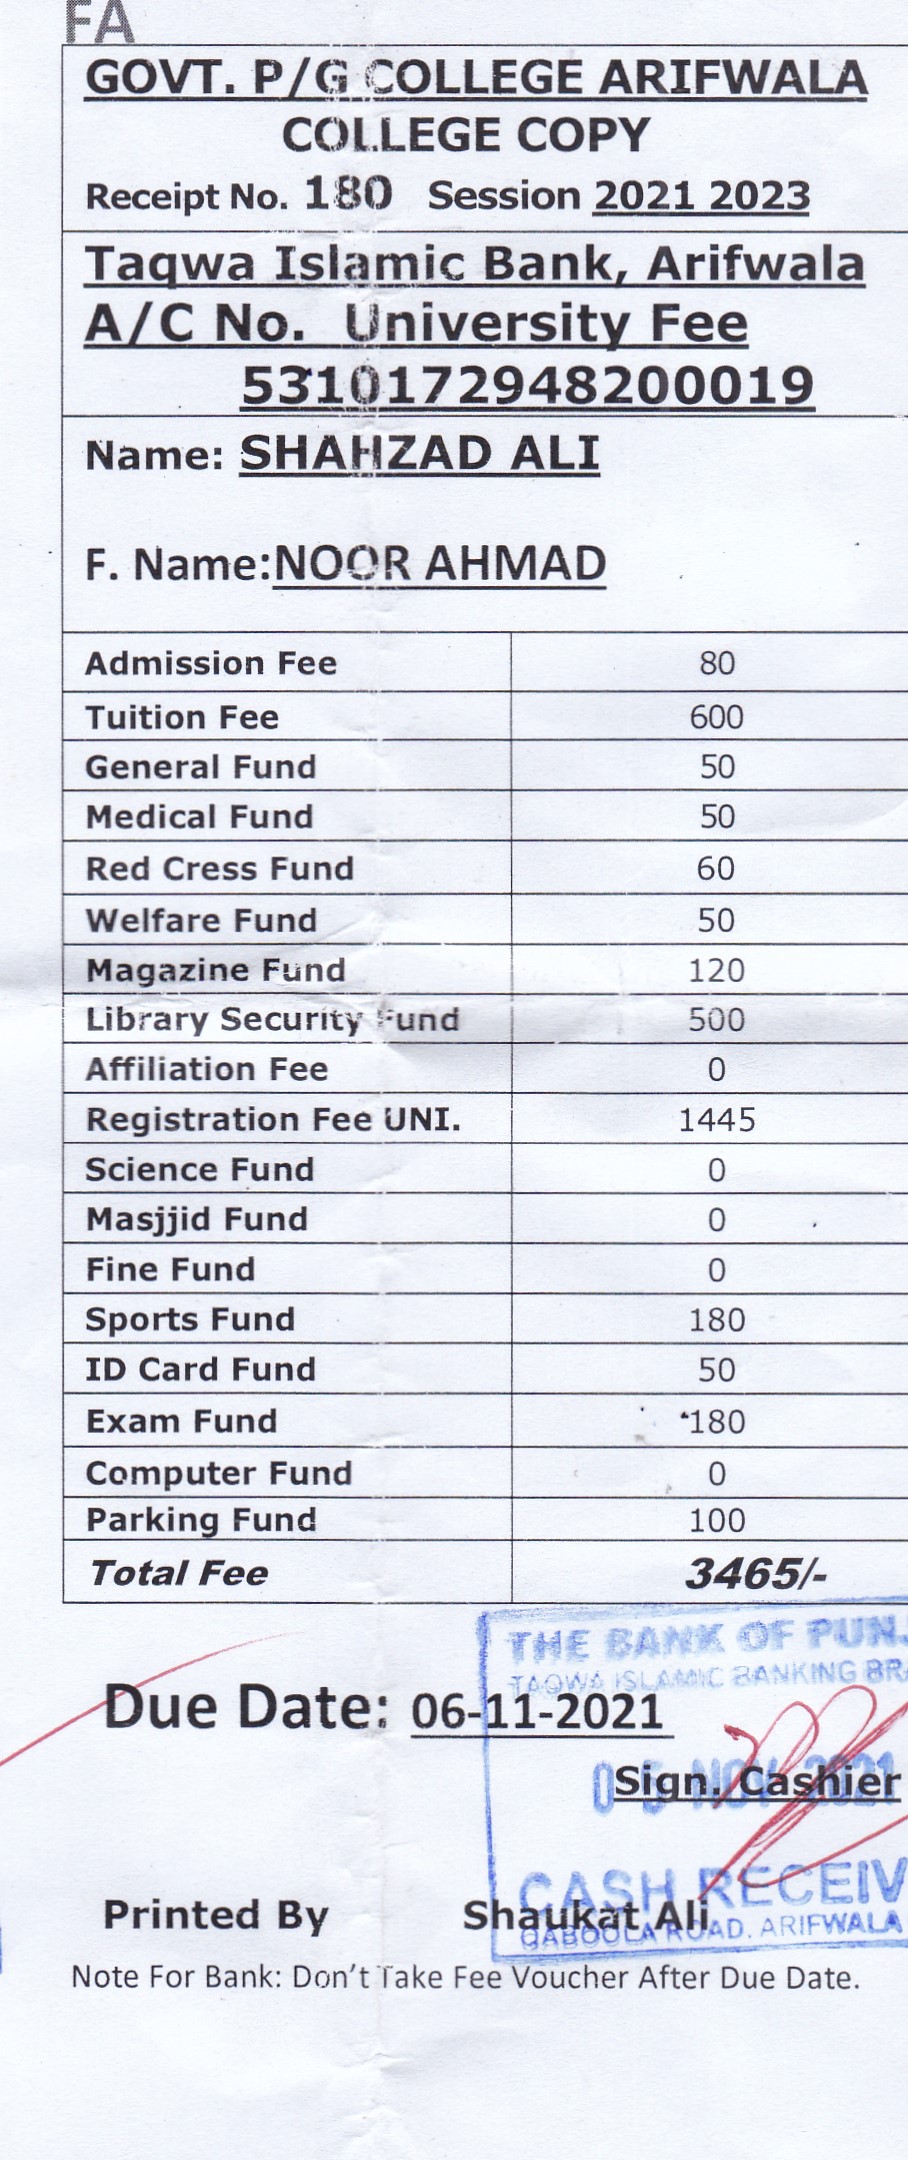 FA
GOVT. P/G COLLEGE ARIFWALA
COLLEGE COPY
Receipt No. 180 Session 2021 2023
Taqwa Islamic Bank, Arifwala
A/C No. University Fee
5310172948200019
Name: SHAHZAD ALI
F. Name:NOOR AHMAD
Admission Fee 80
Tuition Fee 600
General Fund 50
Medical Fund 50
Red Cress Fund 60
Welfare Fund 50
Magazine Fund 120
Library Security Fund 500
Affiliation Fee 0
Registration Fee UNI. 1445
Science Fund 0
Masjjid Fund 0
Fine Fund 0
Sports Fund 180
ID Card Fund 50
Exam Fund 180
Computer Fund 0
Parking Fund 100
Total Fee 3465/-
THE BANK OF PUNJ
TAQWA ISLAMIC BANKING BRA
Due Date: 06-11-2021
05 NOV 2021
Sign. Cashier
CASH RECEIV
Printed By Shaukat Ali
QABOOLA ROAD. ARIFWALA
Note For Bank: Don't Take Fee Voucher After Due Date.